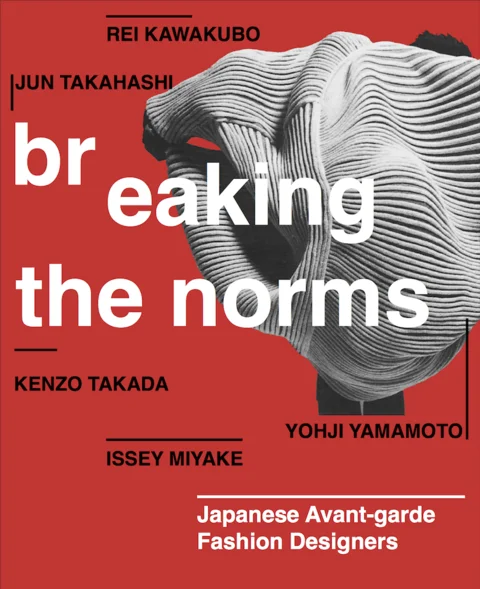 REI KAWAKUBO
JUN TAKAHASHI
br
eaking
the norms
KENZO TAKADA
YOHJI YAMAMOTO
ISSEY MIYAKE
Japanese Avant-garde
Fashion Designers